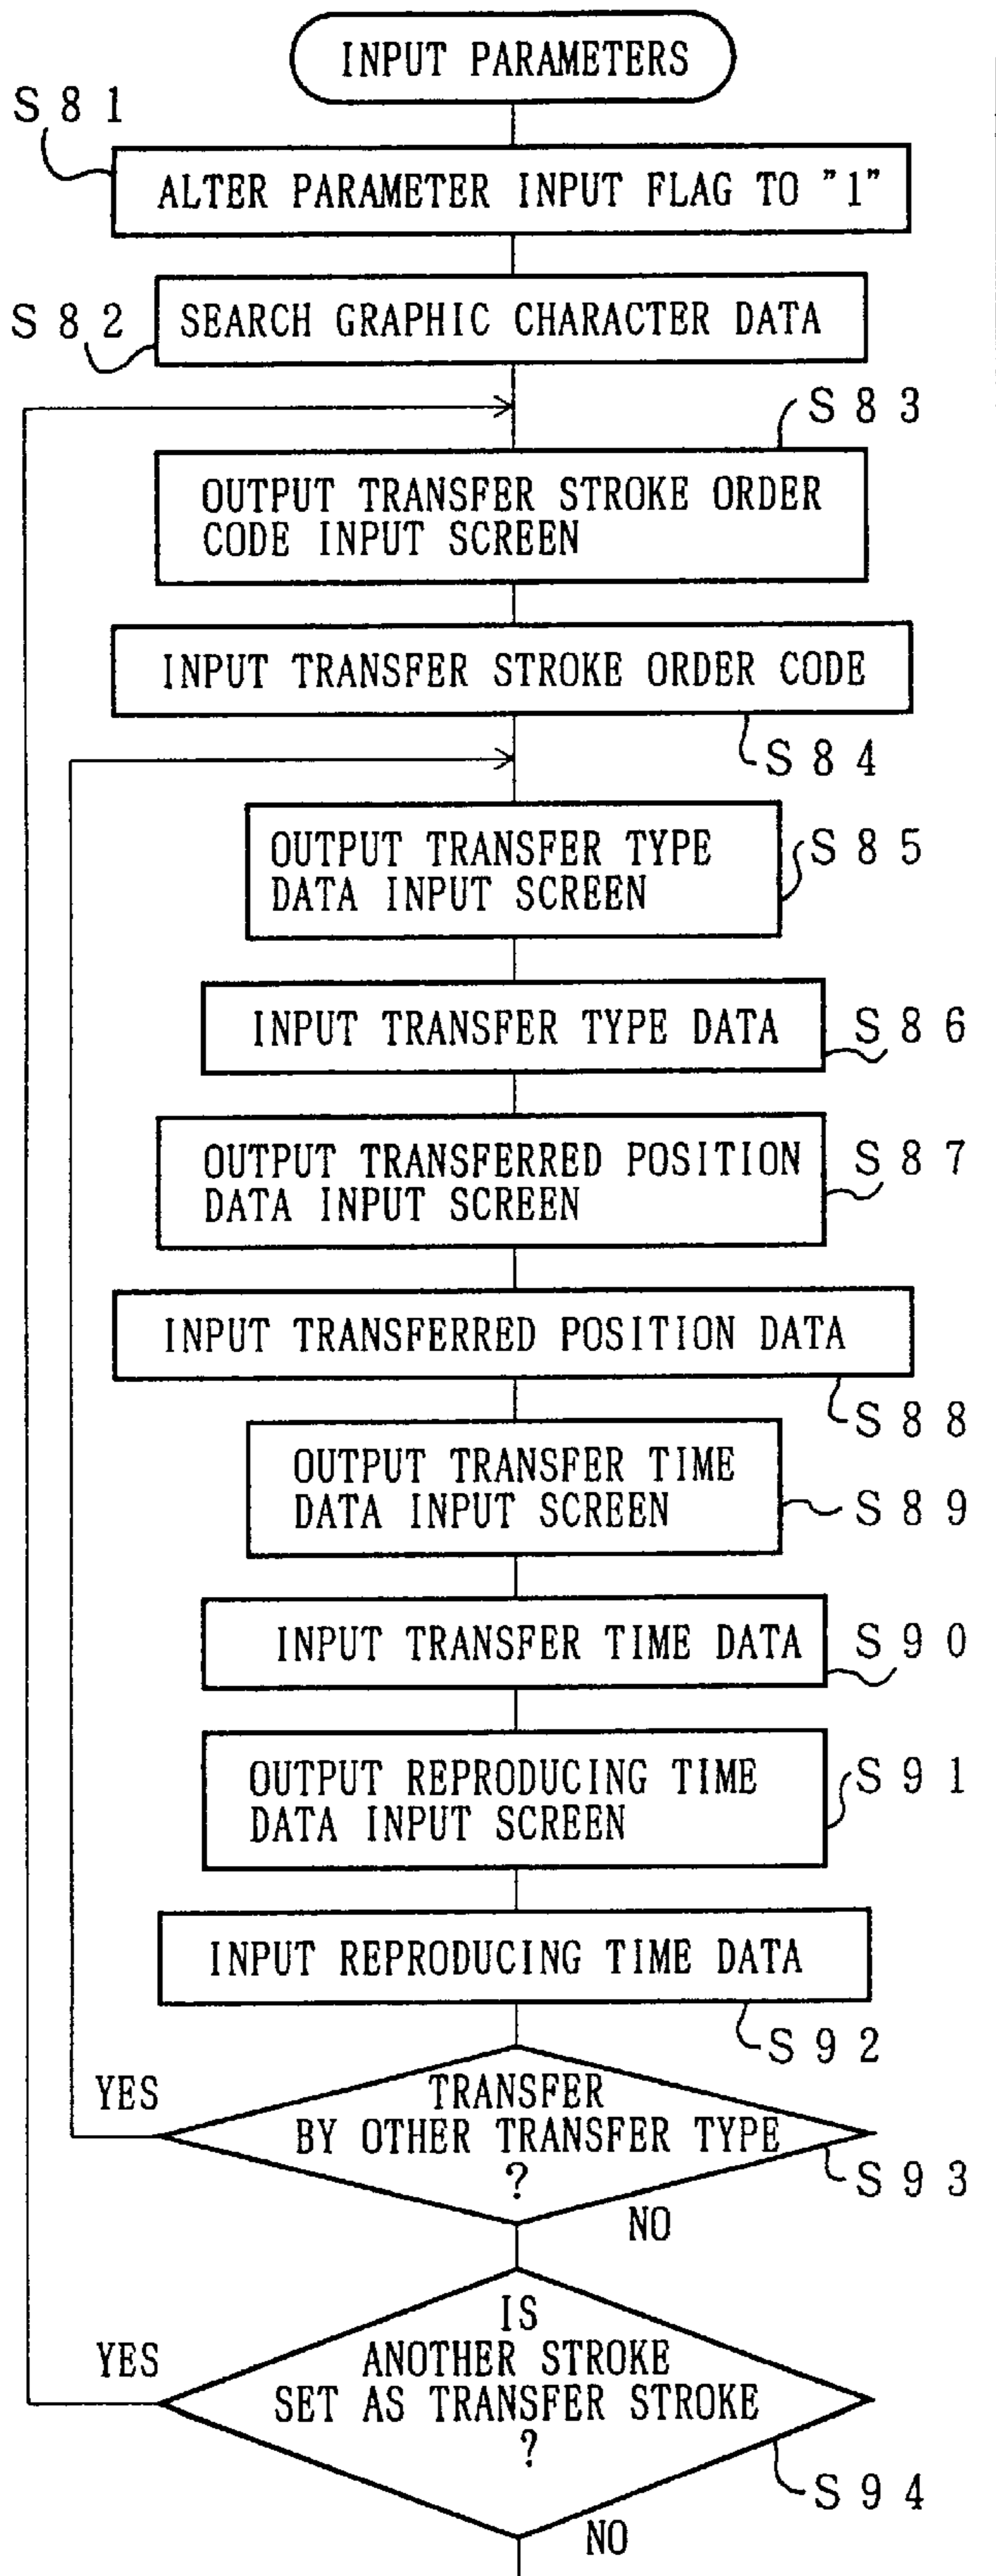 INPUT PARAMETERS
S81
ALTER PARAMETER INPUT FLAG TO "1"
S82
SEARCH GRAPHIC CHARACTER DATA
S83
OUTPUT TRANSFER STROKE ORDER
CODE INPUT SCREEN
INPUT TRANSFER STROKE ORDER CODE
S84
OUTPUT TRANSFER TYPE
DATA INPUT SCREEN
S85
INPUT TRANSFER TYPE DATA
S86
OUTPUT TRANSFERRED POSITION
DATA INPUT SCREEN
S87
INPUT TRANSFERRED POSITION DATA
S88
OUTPUT TRANSFER TIME
DATA INPUT SCREEN
S89
INPUT TRANSFER TIME DATA
S90
OUTPUT REPRODUCING TIME
DATA INPUT SCREEN
S91
INPUT REPRODUCING TIME DATA
S92
YES
TRANSFER
BY OTHER TRANSFER TYPE
?
S93
NO
YES
IS
ANOTHER STROKE
SET AS TRANSFER STROKE
?
S94
NO